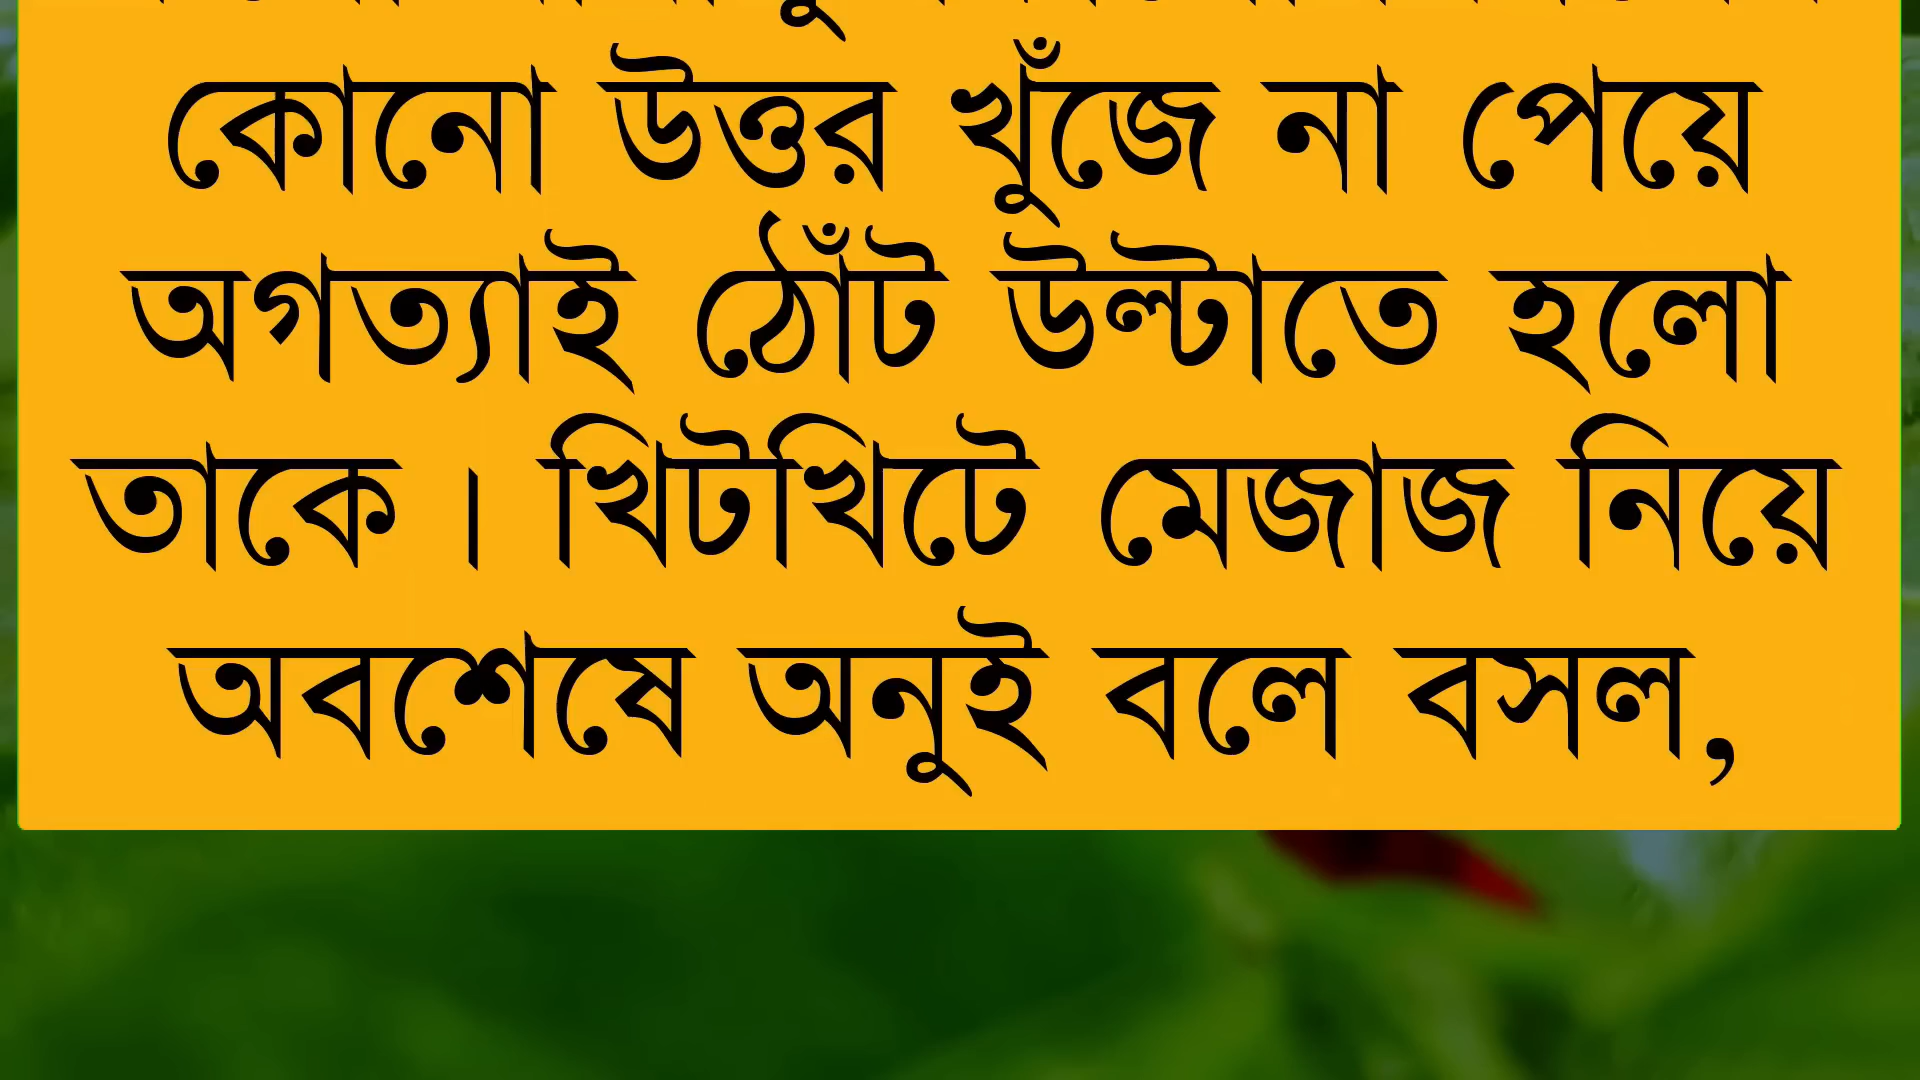 কোনো উত্তর খুঁজে না পেয়ে
অগত্যাই ঠোঁট উল্টাতে হলো
তাকে । খিটখিটে মেজাজ নিয়ে
অবশেষে অনুই বলে বসল,